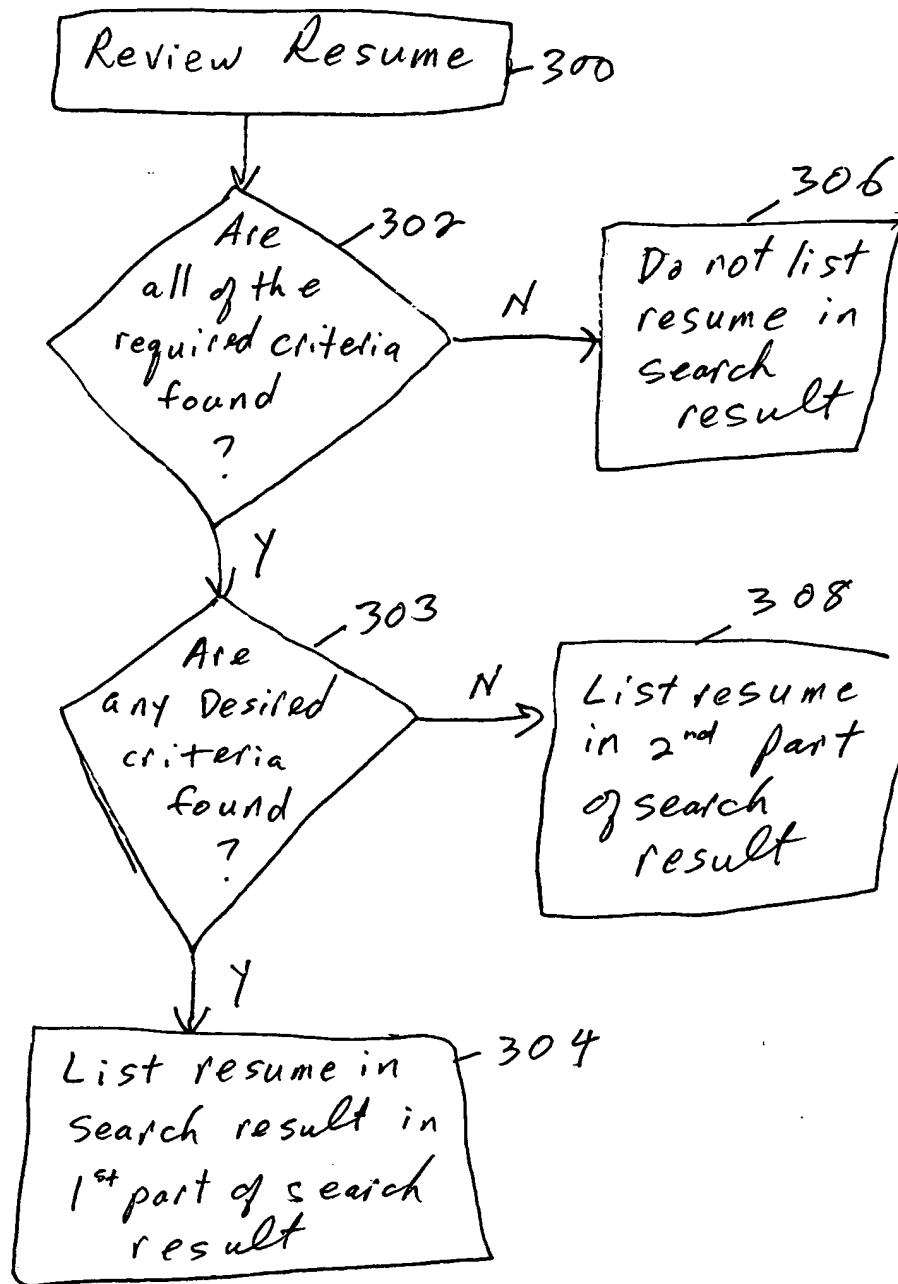 Review Resume
300
302
Are
all of the
required criteria
found
?
N
306
Do not list
resume in
search
result
Y
303
Are
any Desired
criteria
found
?
N
308
List resume
in 2nd part
of search
result
Y
304
List resume in
search result in
1st part of search
result